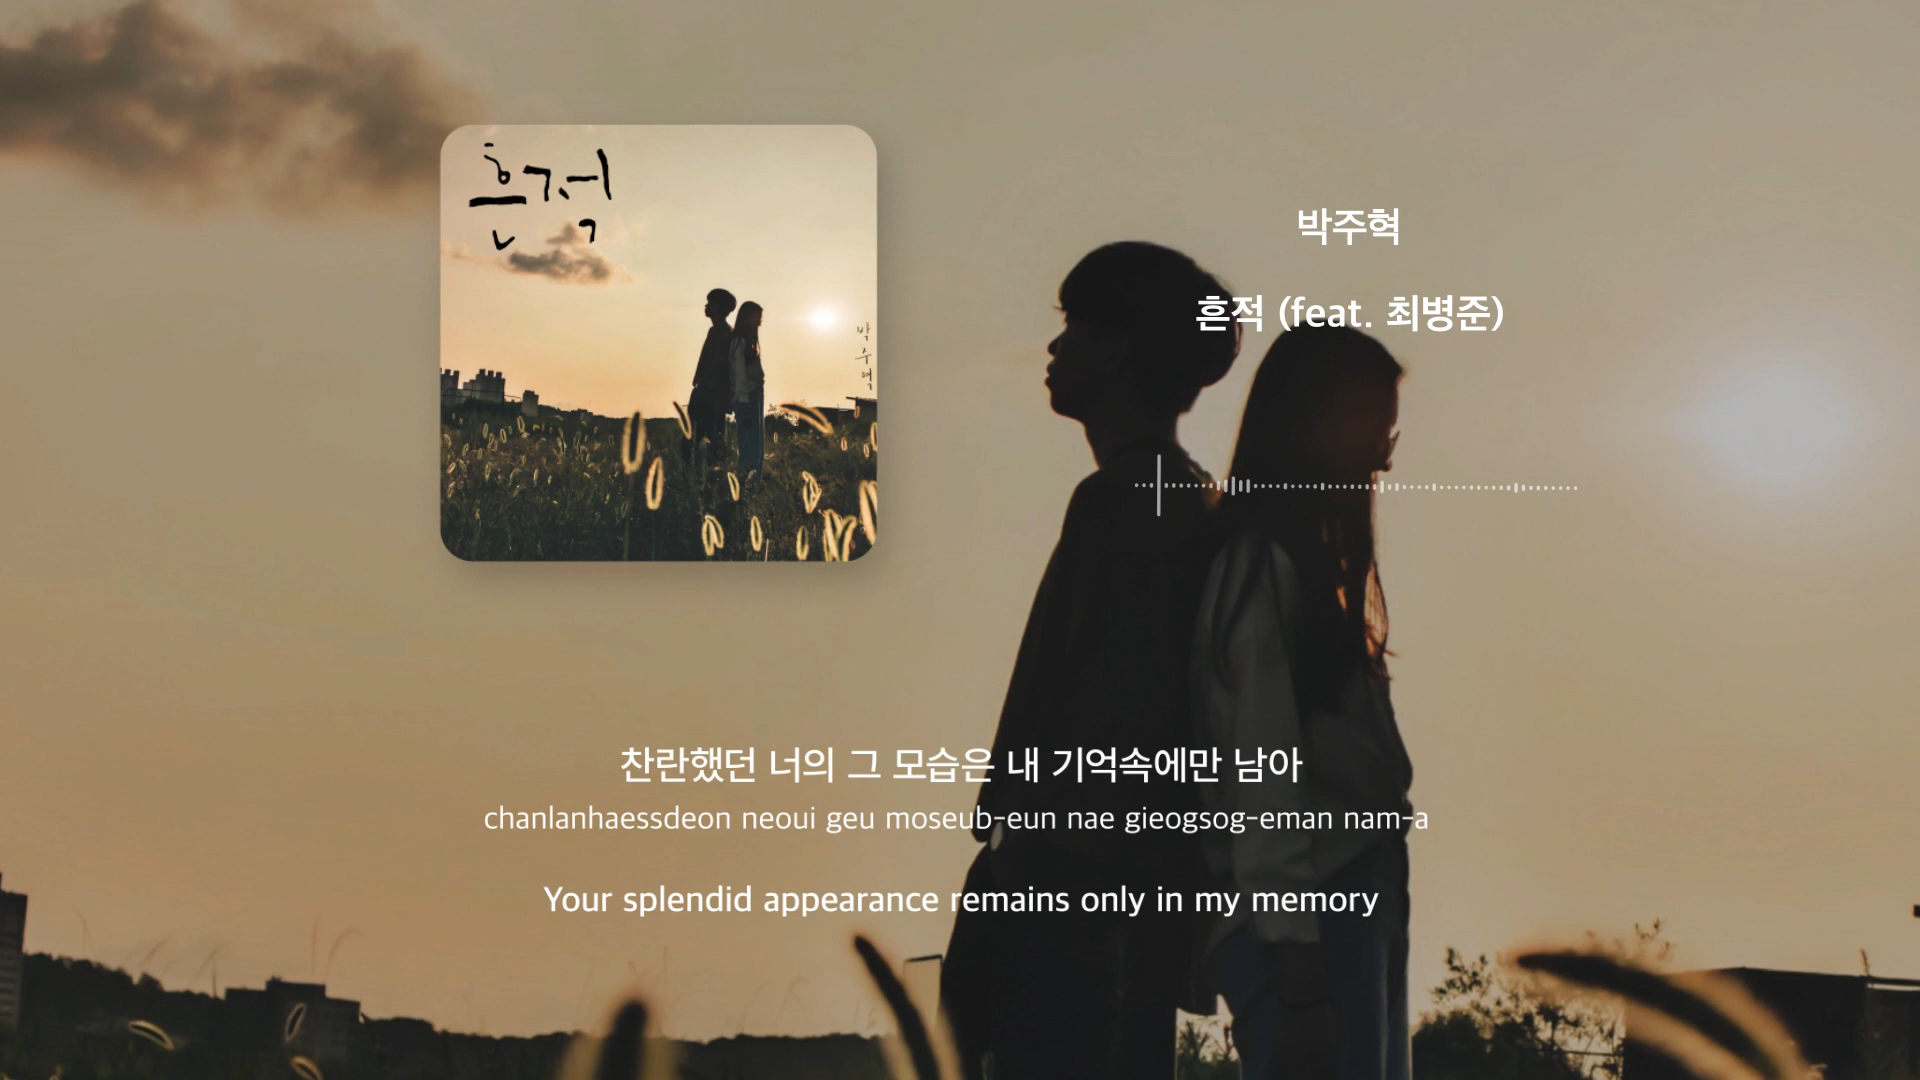 흔적
박주혁
박주혁
흔적 (feat. 최병준)
찬란했던 너의 그 모습은 내 기억속에만 남아
chanlanhaessdeon neoui geu moseub-eun nae gieogsog-eman nam-a
Your splendid appearance remains only in my memory